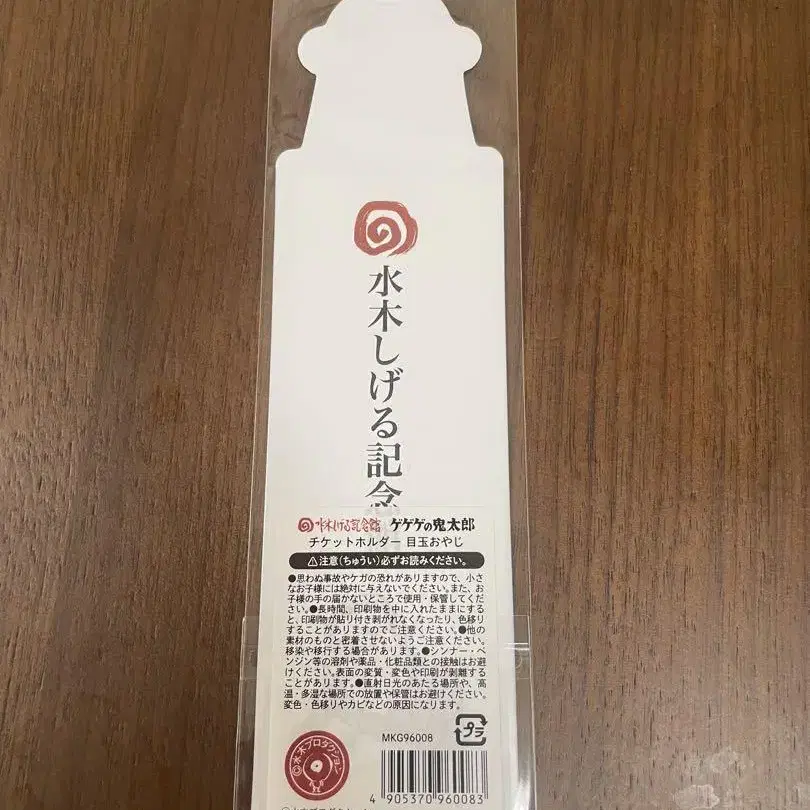 水木しげる記念
水木しげる記念館 ゲゲゲの鬼太郎
チケットホルダー 目玉おやじ
⚠注意(ちゅうい)必ずお読みください。
●思わぬ事故やケガの恐れがありますので、小さ
なお子様には絶対に与えないでください。また、お
子様の手の届かないところで使用・保管してくだ
さい。●長時間、印刷物を中に入れたままにする
と、印刷物が貼り付き剥がれなくなったり、色移り
することがありますのでご注意ください。●他の
素材のものと密着させないようご注意ください。
移染や移行する場合があります。●シンナー・ベ
ンジン等の溶剤や薬品・化粧品類との接触はお避
けください。表面の変質・変色や印刷が剥離する
ことがあります。●直射日光のあたる場所や、高
温・多湿な場所での放置や保管はお避けください。
変色・色移りやカビなどの原因になります。
MKG96008
プラ
©水木プロダクション
4 905370 960083